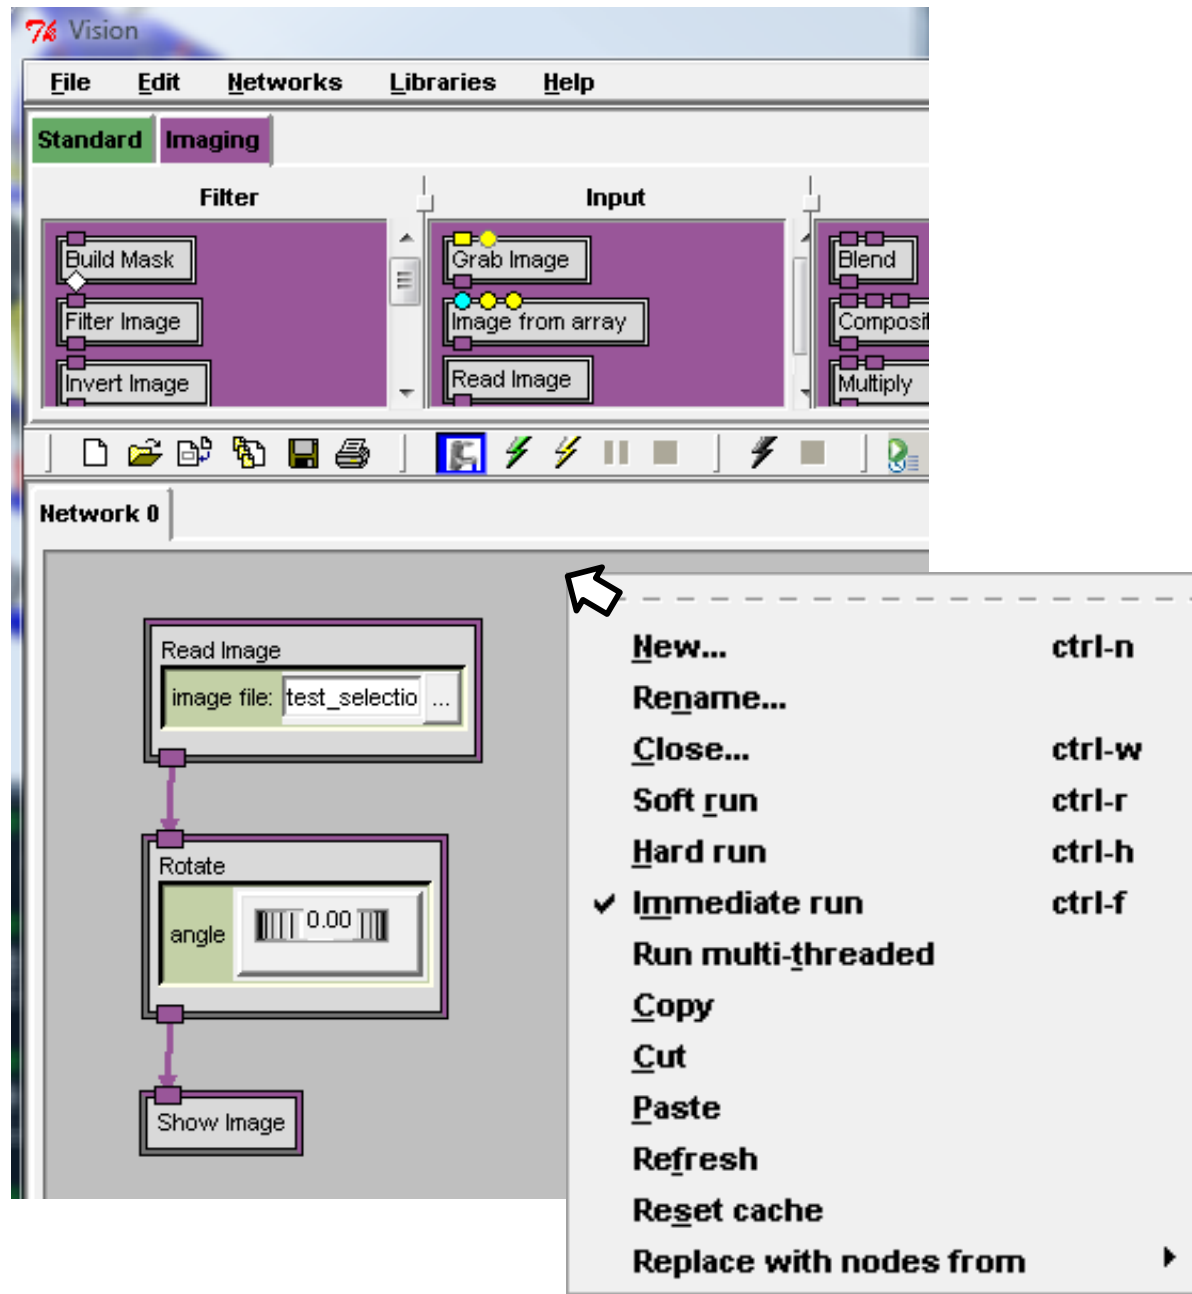 Vision
File Edit Networks Libraries Help
Standard Imaging
Filter Input
Build Mask Grab Image Blend
Filter Image Image from array
Invert Image Read Image Multiply
Network 0
Read Image
image file: test_selectio ...
Rotate
angle 0.00
Show Image
New... ctrl-n
Rename...
Close... ctrl-w
Soft run ctrl-r
Hard run ctrl-h
Immediate run ctrl-f
Run multi-threaded
Copy
Cut
Paste
Refresh
Reset cache
Replace with nodes from